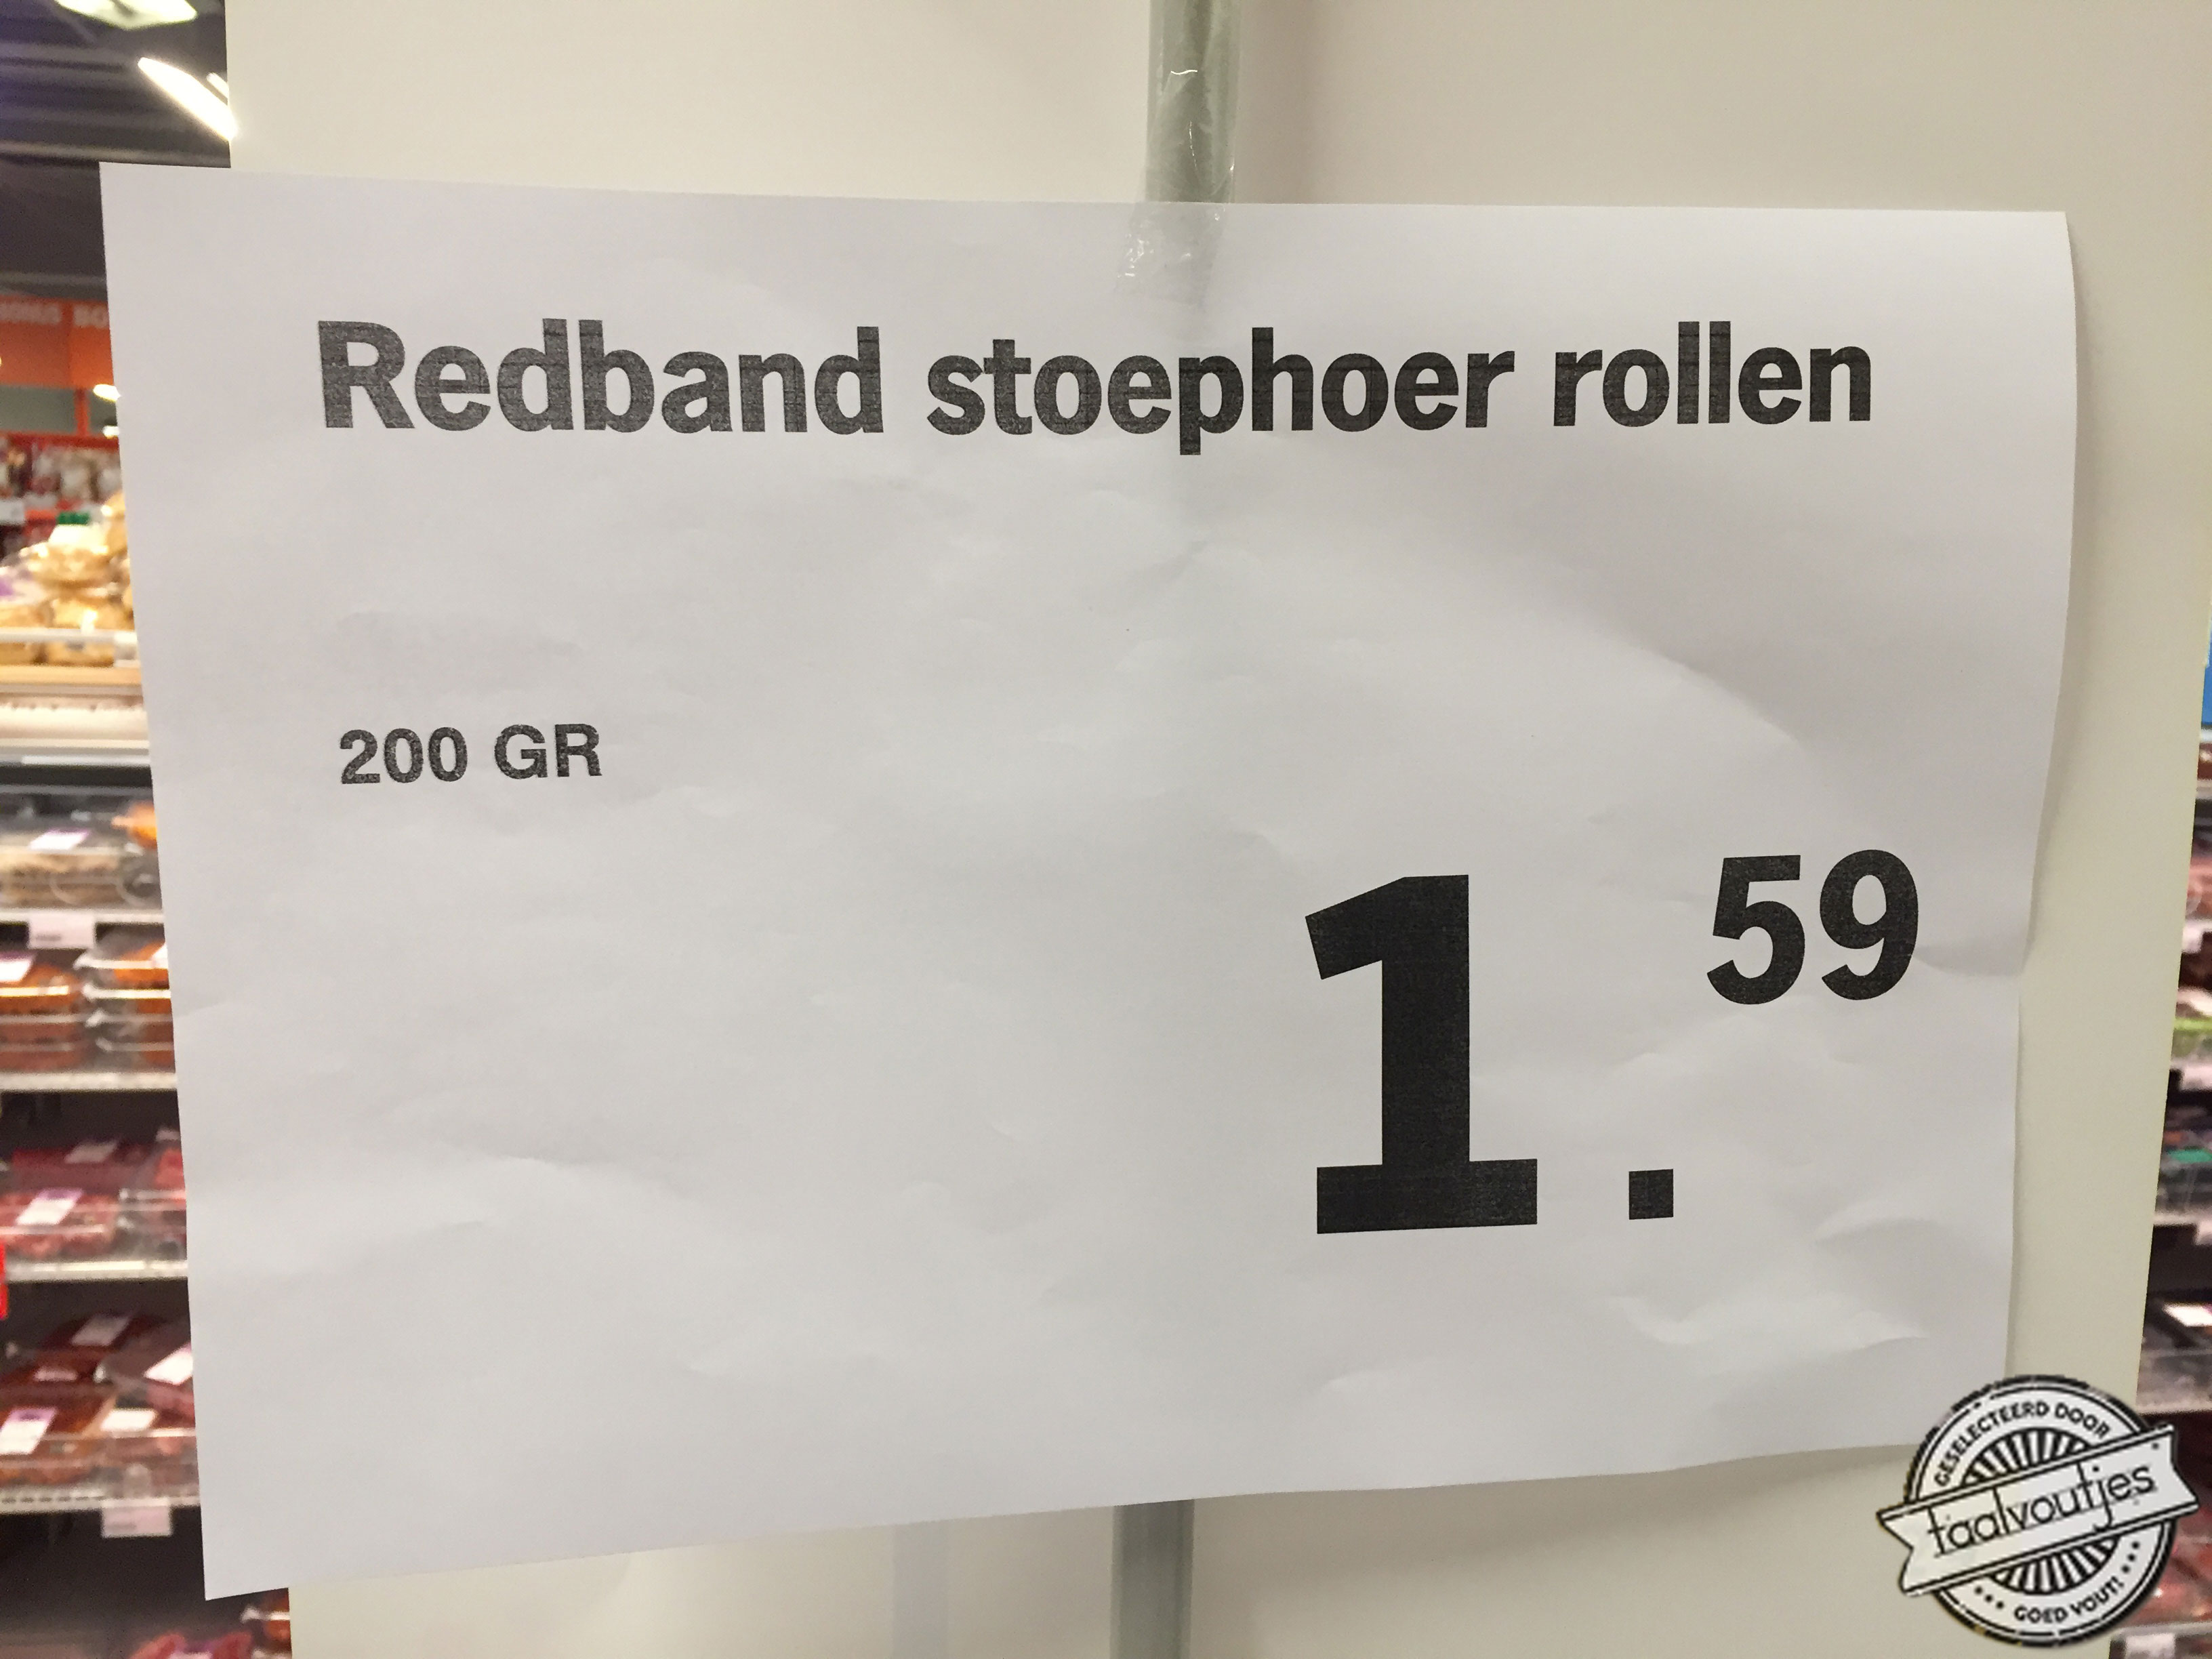 Redband stoephoer rollen
200 GR
1.59
GESELECTEERD DOOR
taalvoutjes
GOED VOUT!